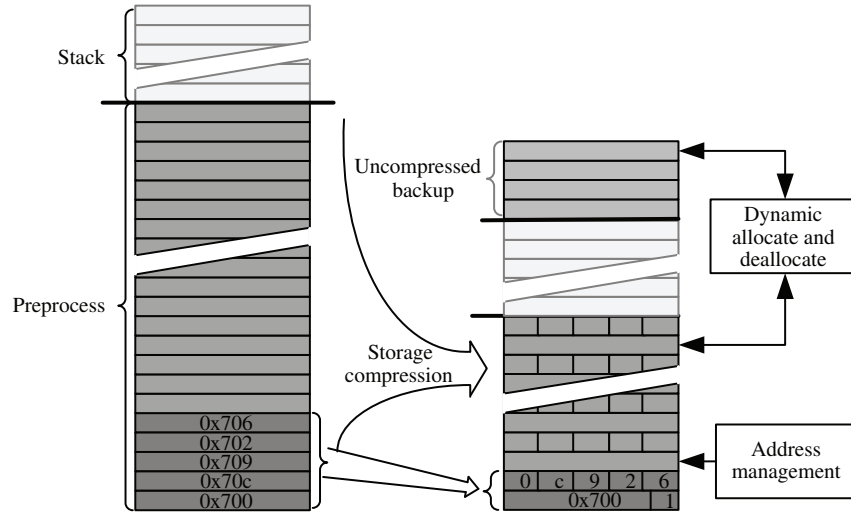 Stack
Preprocess
0x706
0x702
0x709
0x70c
0x700
Storage
compression
Uncompressed
backup
0 c 9 2 6
0x700 1
Dynamic
allocate and
deallocate
Address
management